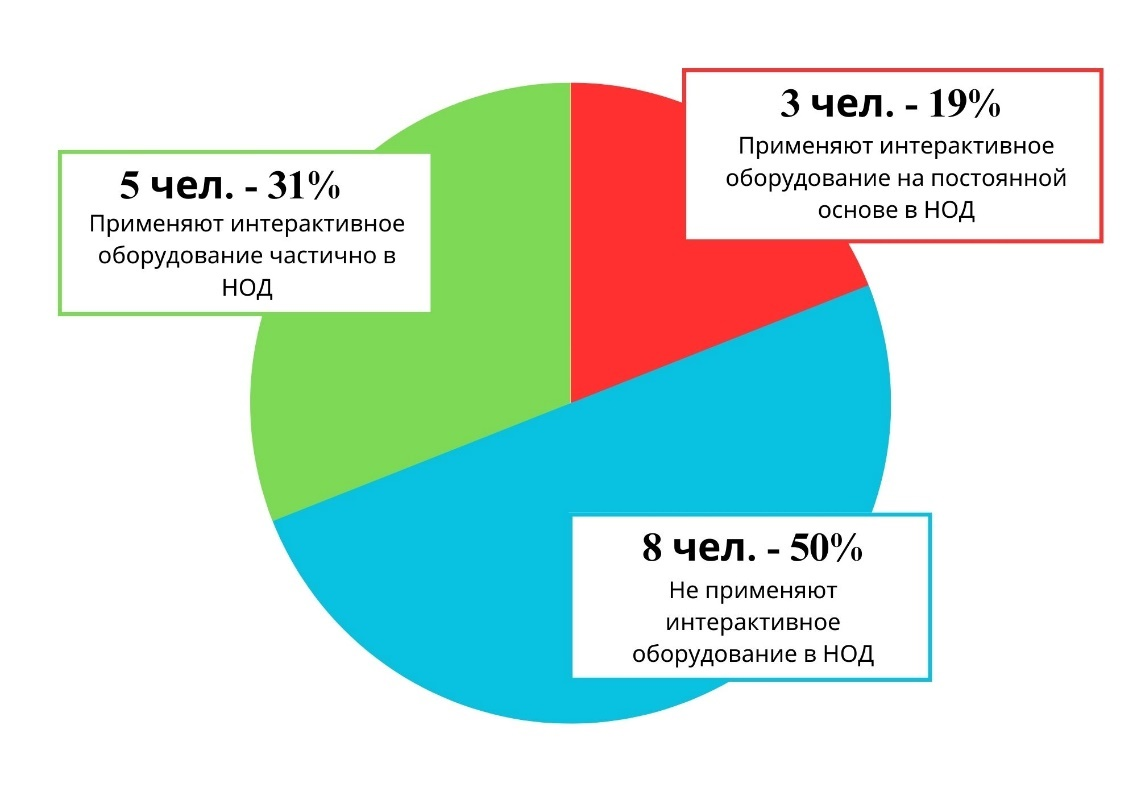 3 чел. - 19%
Применяют интерактивное
оборудование на постоянной
основе в НОД
5 чел. - 31%
Применяют интерактивное
оборудование частично в
НОД
8 чел. - 50%
Не применяют
интерактивное
оборудование в НОД